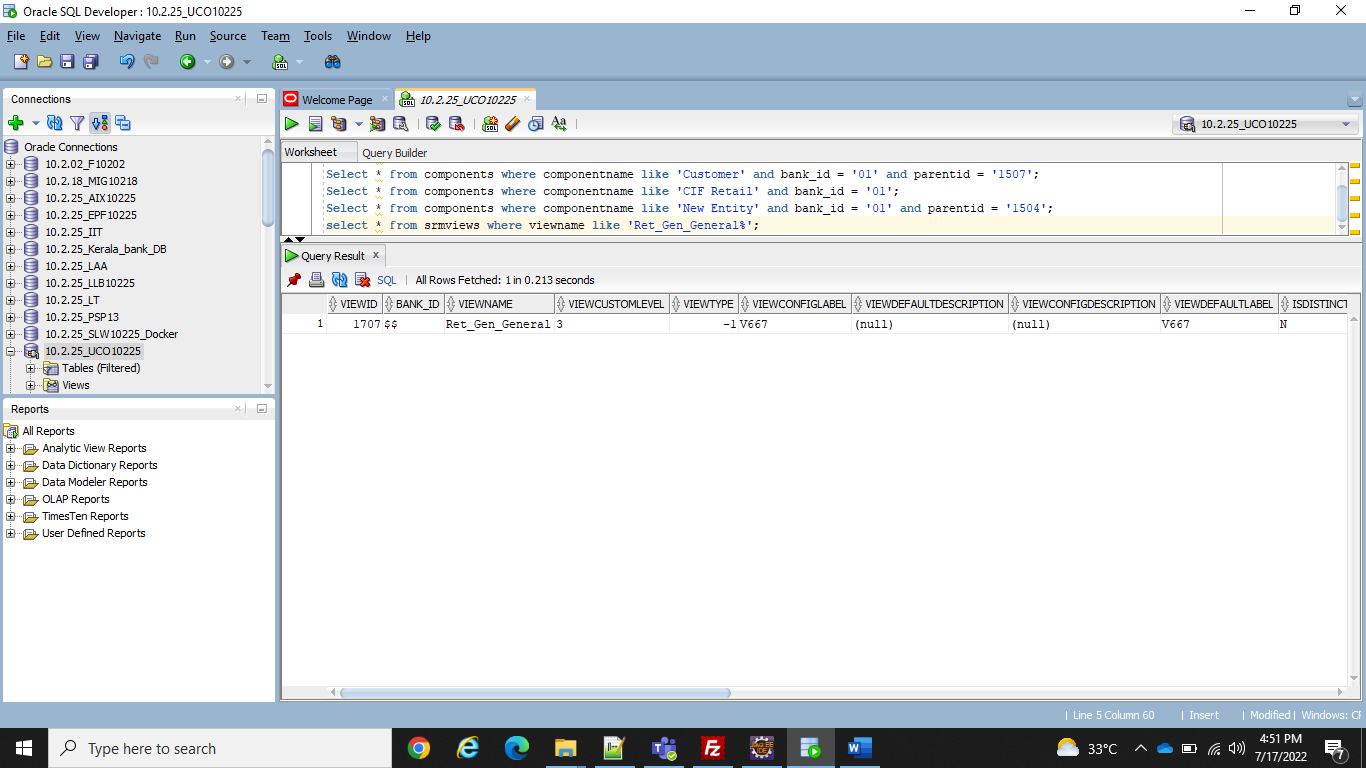 Oracle SQL Developer : 10.2.25_UCO10225
File Edit View Navigate Run Source Team Tools Window Help
Connections
Oracle Connections
10.2.02_F10202
10.2.18_MIG10218
10.2.25_AIX10225
10.2.25_EPF10225
10.2.25_IIT
10.2.25_Kerala_bank_DB
10.2.25_LAA
10.2.25_LLB10225
10.2.25_LT
10.2.25_PSP13
10.2.25_SLW10225_Docker
10.2.25_UCO10225
Tables (Filtered)
Views
Reports
All Reports
Analytic View Reports
Data Dictionary Reports
Data Modeler Reports
OLAP Reports
TimesTen Reports
User Defined Reports
Welcome Page 10.2.25_UCO10225
10.2.25_UCO10225
Worksheet Query Builder
Select * from components where componentname like 'Customer' and bank_id = '01' and parentid = '1507';
Select * from components where componentname like 'CIF Retail' and bank_id = '01';
Select * from components where componentname like 'New Entity' and bank_id = '01' and parentid = '1504';
select * from srmviews where viewname like 'Ret_Gen_General%';
Query Result x
SQL | All Rows Fetched: 1 in 0.213 seconds
VIEWID BANK_ID VIEWNAME VIEWCUSTOMLEVEL VIEWTYPE VIEWCONFIGLABEL VIEWDEFAULTDESCRIPTION VIEWCONFIGDESCRIPTION VIEWDEFAULTLABEL ISDISTINCT
1 1707 $$ Ret_Gen_General 3 -1 V667 (null) (null) V667 N
| Line 5 Column 60 | Insert | Modified | Windows: CF
Type here to search
33°C
4:51 PM
7/17/2022
7